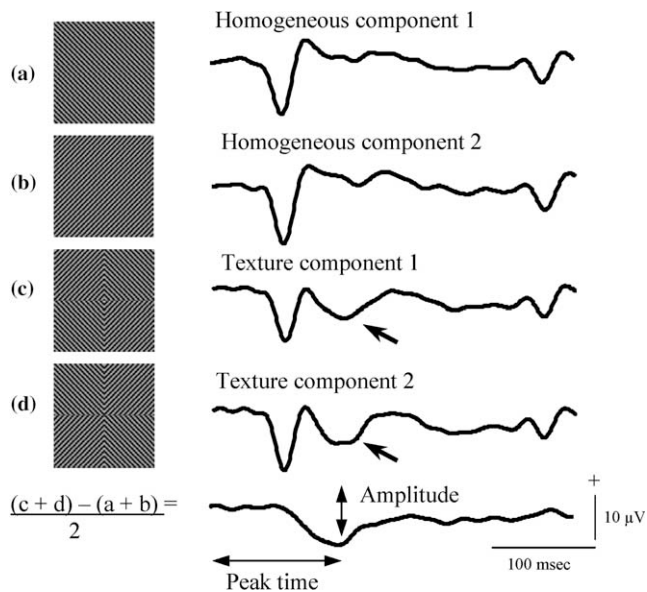 Homogeneous component 1
(a)
Homogeneous component 2
(b)
Texture component 1
(c)
Texture component 2
(d)
(c + d) – (a + b) =
2
Amplitude
+
10 µV
Peak time
100 msec